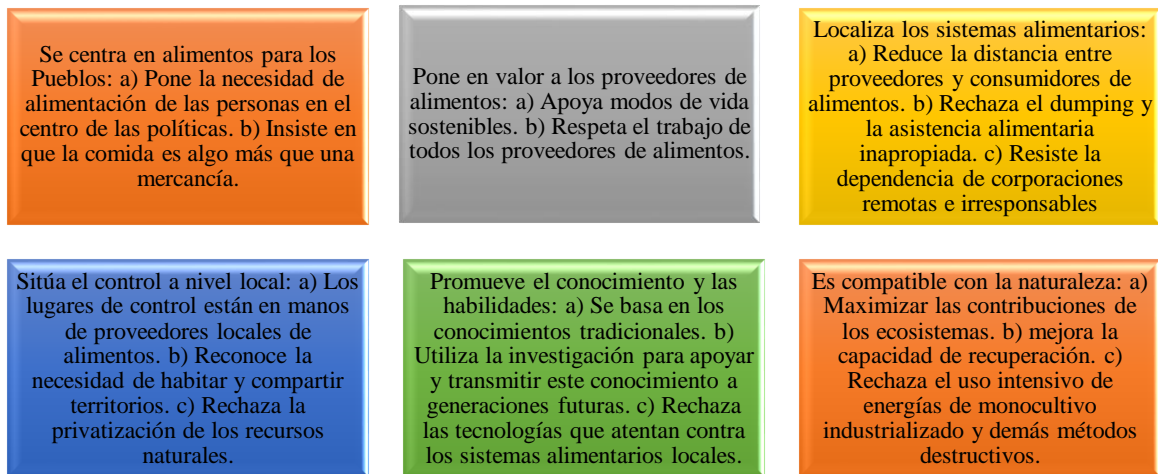 Se centra en alimentos para los
Pueblos: a) Pone la necesidad de
alimentación de las personas en el
centro de las políticas. b) Insiste en
que la comida es algo más que una
mercancía.
Pone en valor a los proveedores de
alimentos: a) Apoya modos de vida
sostenibles. b) Respeta el trabajo de
todos los proveedores de alimentos.
Localiza los sistemas alimentarios:
a) Reduce la distancia entre
proveedores y consumidores de
alimentos. b) Rechaza el dumping y
la asistencia alimentaria
inapropiada. c) Resiste la
dependencia de corporaciones
remotas e irresponsables
Sitúa el control a nivel local: a) Los
lugares de control están en manos
de proveedores locales de
alimentos. b) Reconoce la
necesidad de habitar y compartir
territorios. c) Rechaza la
privatización de los recursos
naturales.
Promueve el conocimiento y las
habilidades: a) Se basa en los
conocimientos tradicionales. b)
Utiliza la investigación para apoyar
y transmitir este conocimiento a
generaciones futuras. c) Rechaza
las tecnologías que atentan contra
los sistemas alimentarios locales.
Es compatible con la naturaleza: a)
Maximizar las contribuciones de
los ecosistemas. b) mejora la
capacidad de recuperación. c)
Rechaza el uso intensivo de
energías de monocultivo
industrializado y demás métodos
destructivos.